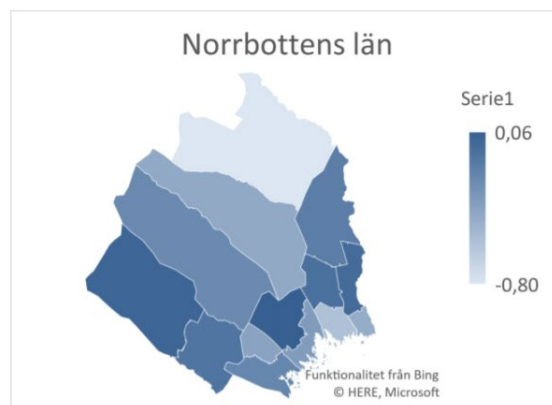 Norrbottens län
Serie1
0,06
-0,80
Funktionalitet från Bing
© HERE, Microsoft